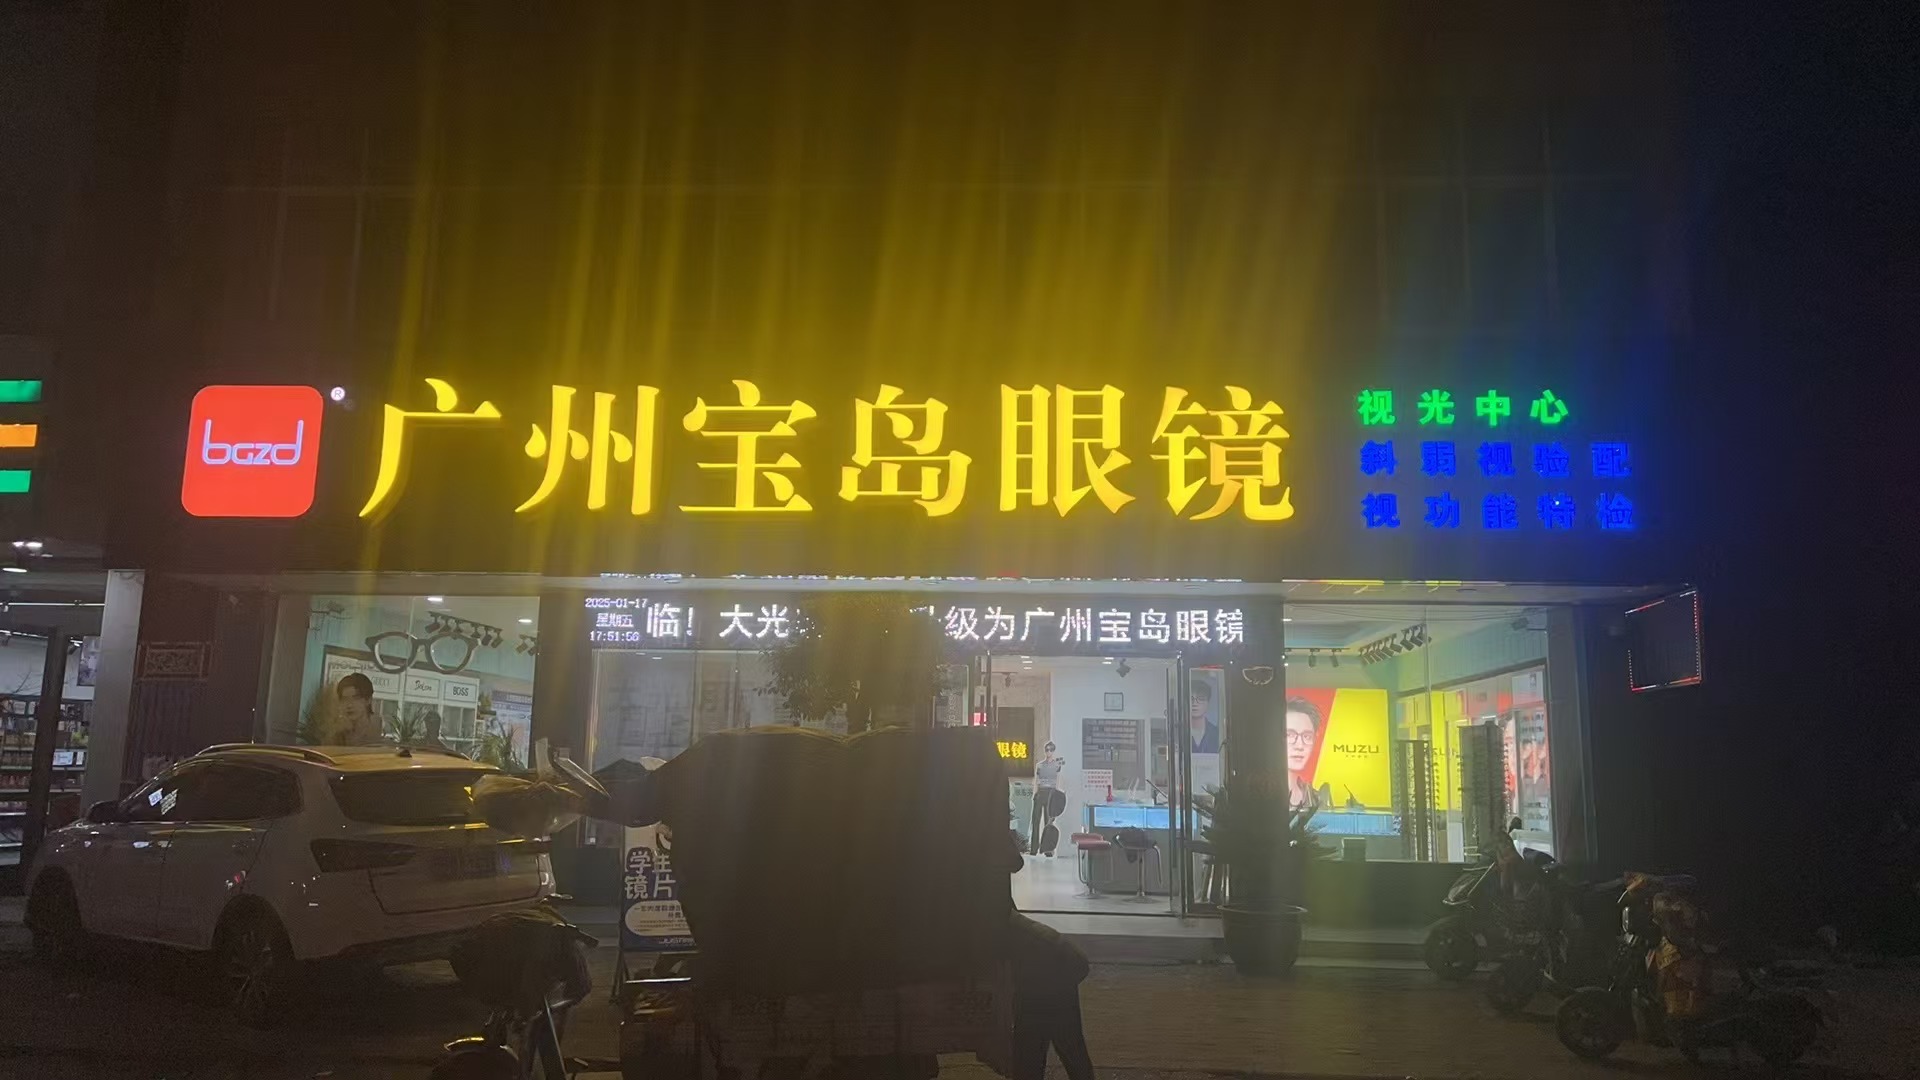 bgzd
®
广州宝岛眼镜
视光中心
斜弱视验配
视功能特检
2025-01-17
星期五
17:51:56
临！大光
升级为广州宝岛眼镜
BOSS
眼镜
MUZU
学生
镜片